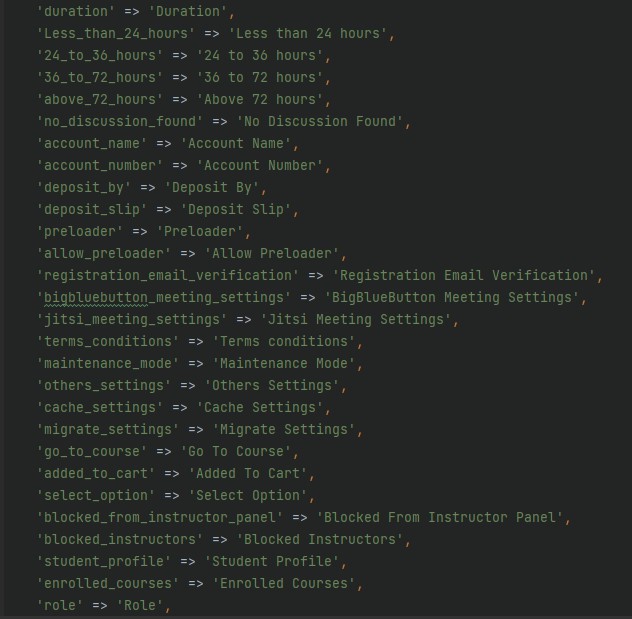 'duration' => 'Duration',
'Less_than_24_hours' => 'Less than 24 hours',
'24_to_36_hours' => '24 to 36 hours',
'36_to_72_hours' => '36 to 72 hours',
'above_72_hours' => 'Above 72 hours',
'no_discussion_found' => 'No Discussion Found',
'account_name' => 'Account Name',
'account_number' => 'Account Number',
'deposit_by' => 'Deposit By',
'deposit_slip' => 'Deposit Slip',
'preloader' => 'Preloader',
'allow_preloader' => 'Allow Preloader',
'registration_email_verification' => 'Registration Email Verification',
'bigbluebutton_meeting_settings' => 'BigBlueButton Meeting Settings',
'jitsi_meeting_settings' => 'Jitsi Meeting Settings',
'terms_conditions' => 'Terms conditions',
'maintenance_mode' => 'Maintenance Mode',
'others_settings' => 'Others Settings',
'cache_settings' => 'Cache Settings',
'migrate_settings' => 'Migrate Settings',
'go_to_course' => 'Go To Course',
'added_to_cart' => 'Added To Cart',
'select_option' => 'Select Option',
'blocked_from_instructor_panel' => 'Blocked From Instructor Panel',
'blocked_instructors' => 'Blocked Instructors',
'student_profile' => 'Student Profile',
'enrolled_courses' => 'Enrolled Courses',
'role' => 'Role',